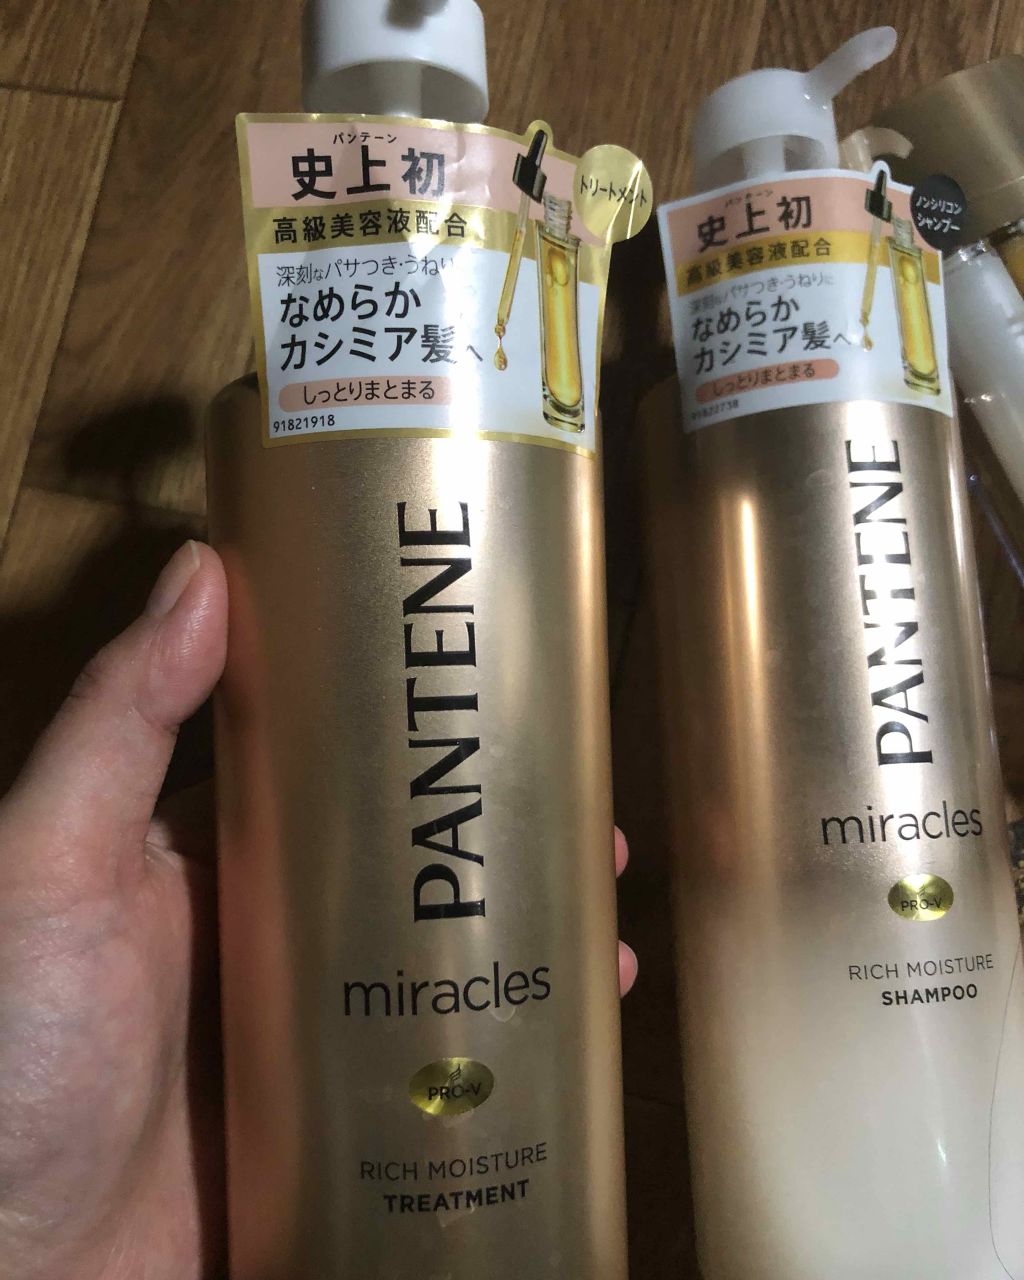 パンテーン
史上初
高級美容液配合
トリートメント
深刻なパサつき・うねり
なめらか
カシミア髪へ
しっとりまとまる
91821918
PANTENE
miracles
PRO-V
RICH MOISTURE
TREATMENT
パンテーン
史上初
高級美容液配合
ノンシリコン
シャンプー
深刻なパサつき・うねりに
なめらか
カシミア髪へ
しっとりまとまる
91822738
PANTENE
miracles
PRO-V
RICH MOISTURE
SHAMPOO